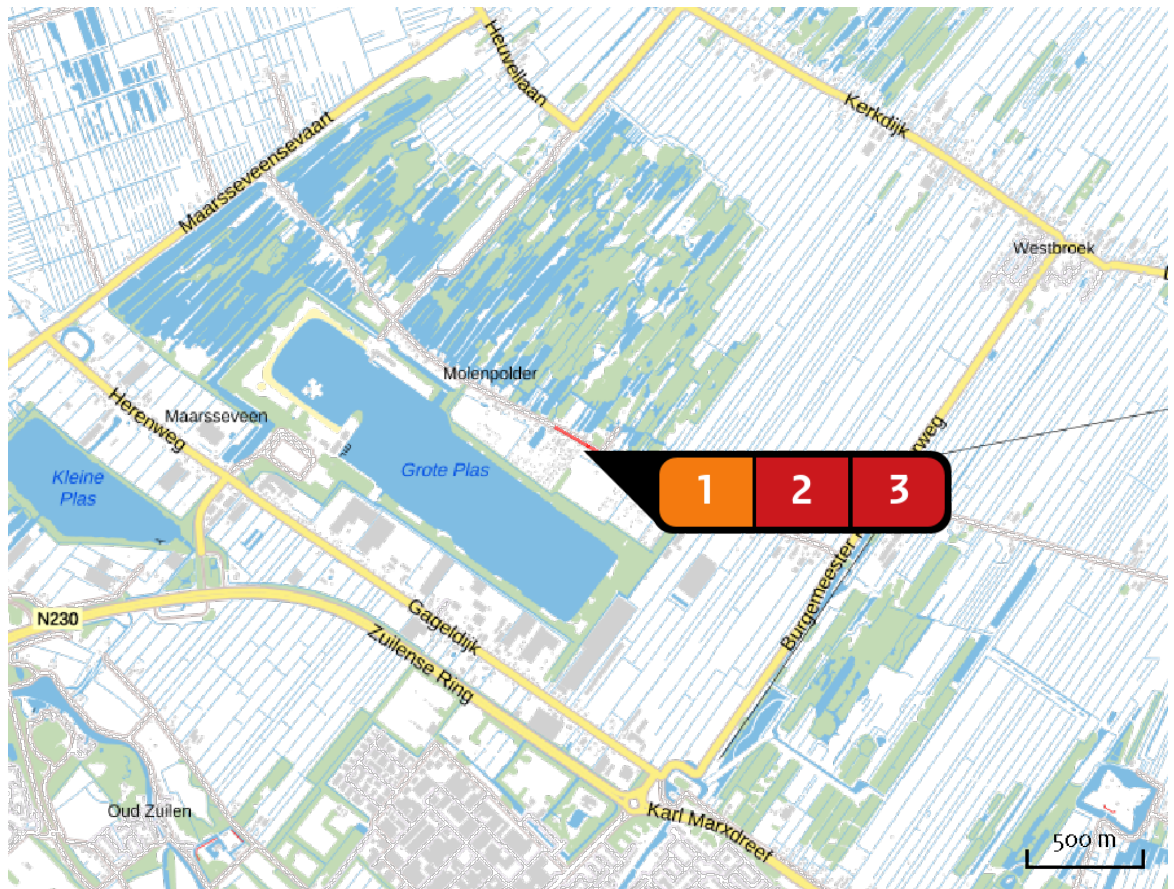 Heuvellaan
Kerkdijk
Maarsseveensevaart
Westbroek
Molenpolder
Herenweg
Maarsseveen
Grote Plas
Kleine
Plas
1 2 3
Burgemeester
N230
Gageldijk
Zuilense Ring
Oud Zuilen
Karl Marxdreef
500 m